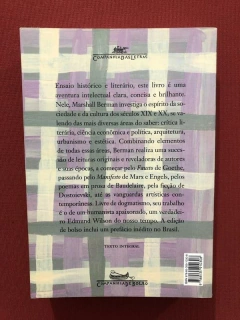 COMPANHIA DAS LETRAS
Ensaio histórico e literário, este livro é uma
aventura intelectual clara, concisa e brilhante.
Nele, Marshall Berman investiga o espírito da so-
ciedade e da cultura dos séculos XIX e XX, se va-
lendo das mais diversas áreas do saber: crítica
literária, ciência econômica e política, arquitetura,
urbanismo e estética. Combinando elementos
de todas essas áreas, Berman realiza uma suces-
são de leituras originais e reveladoras de autores
e suas épocas, e começa pelo Fausto de Goethe,
passando pelo Manifesto de Marx e Engels, pelos
poemas em prosa de Baudelaire, pela ficção de
Dostoievski, até as vanguardas artísticas con-
temporâneas. Livre de dogmatismo, seu trabalho
é o de um humanista apaixonado, um verdadei-
ro Edmund Wilson do nosso tempo. A edição
de bolso inclui um prefácio inédito no Brasil.
TEXTO INTEGRAL
COMPANHIA DE BOLSO